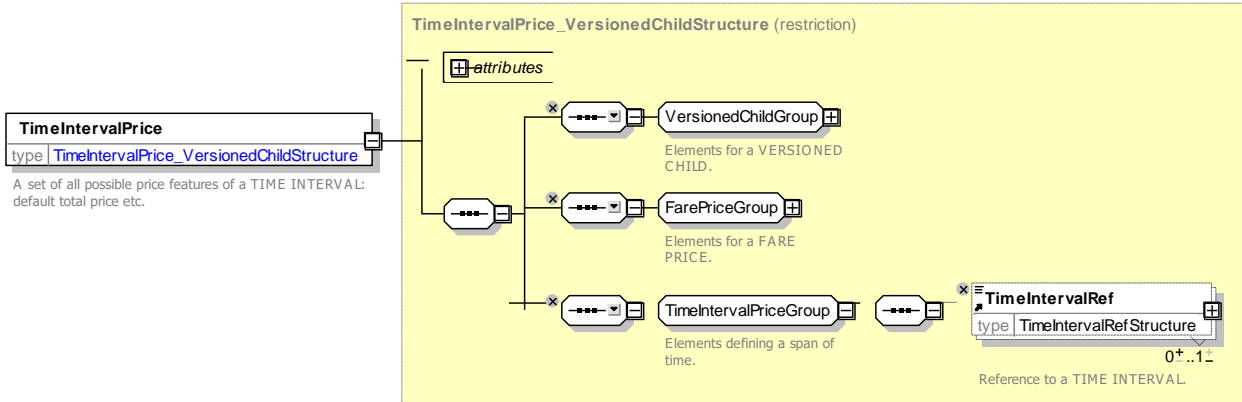 TimeIntervalPrice_VersionedChildStructure (restriction)
attributes
TimeIntervalPrice
type TimeIntervalPrice_VersionedChildStructure
A set of all possible price features of a TIME INTERVAL:
default total price etc.
VersionedChildGroup
Elements for a VERSIONED
CHILD.
FarePriceGroup
Elements for a FARE
PRICE.
TimeIntervalPriceGroup
Elements defining a span of
time.
TimeIntervalRef
type TimeIntervalRefStructure
0±..1±
Reference to a TIME INTERVAL.